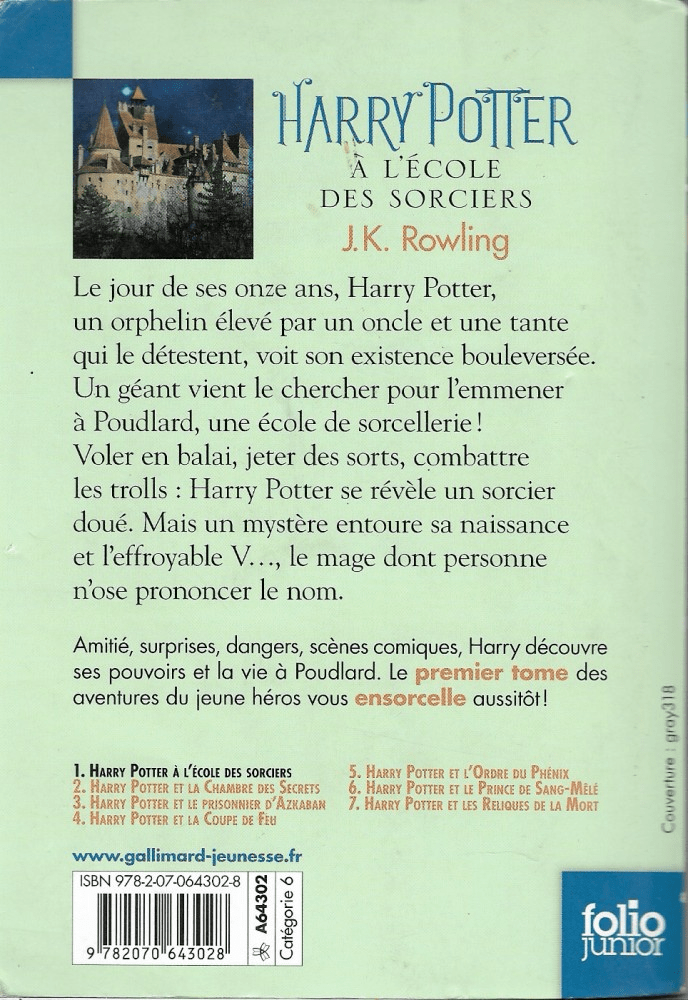 HARRY POTTER
À L'ÉCOLE
DES SORCIERS
J.K. Rowling
Le jour de ses onze ans, Harry Potter,
un orphelin élevé par un oncle et une tante
qui le détestent, voit son existence bouleversée.
Un géant vient le chercher pour l'emmener
à Poudlard, une école de sorcellerie !
Voler en balai, jeter des sorts, combattre
les trolls : Harry Potter se révèle un sorcier
doué. Mais un mystère entoure sa naissance
et l'effroyable V..., le mage dont personne
n'ose prononcer le nom.
Amitié, surprises, dangers, scènes comiques, Harry découvre
ses pouvoirs et la vie à Poudlard. Le premier tome des
aventures du jeune héros vous ensorcelle aussitôt !
1. HARRY POTTER À L'ÉCOLE DES SORCIERS
2. HARRY POTTER ET LA CHAMBRE DES SECRETS
3. HARRY POTTER ET LE PRISONNIER D'AZKABAN
4. HARRY POTTER ET LA COUPE DE FEU
5. HARRY POTTER ET L'ORDRE DU PHÉNIX
6. HARRY POTTER ET LE PRINCE DE SANG-MÊLÉ
7. HARRY POTTER ET LES RELIQUES DE LA MORT
Couverture : gray318
www.gallimard-jeunesse.fr
ISBN 978-2-07-064302-8
9 782070 643028
A64302
Catégorie 6
folio
junior